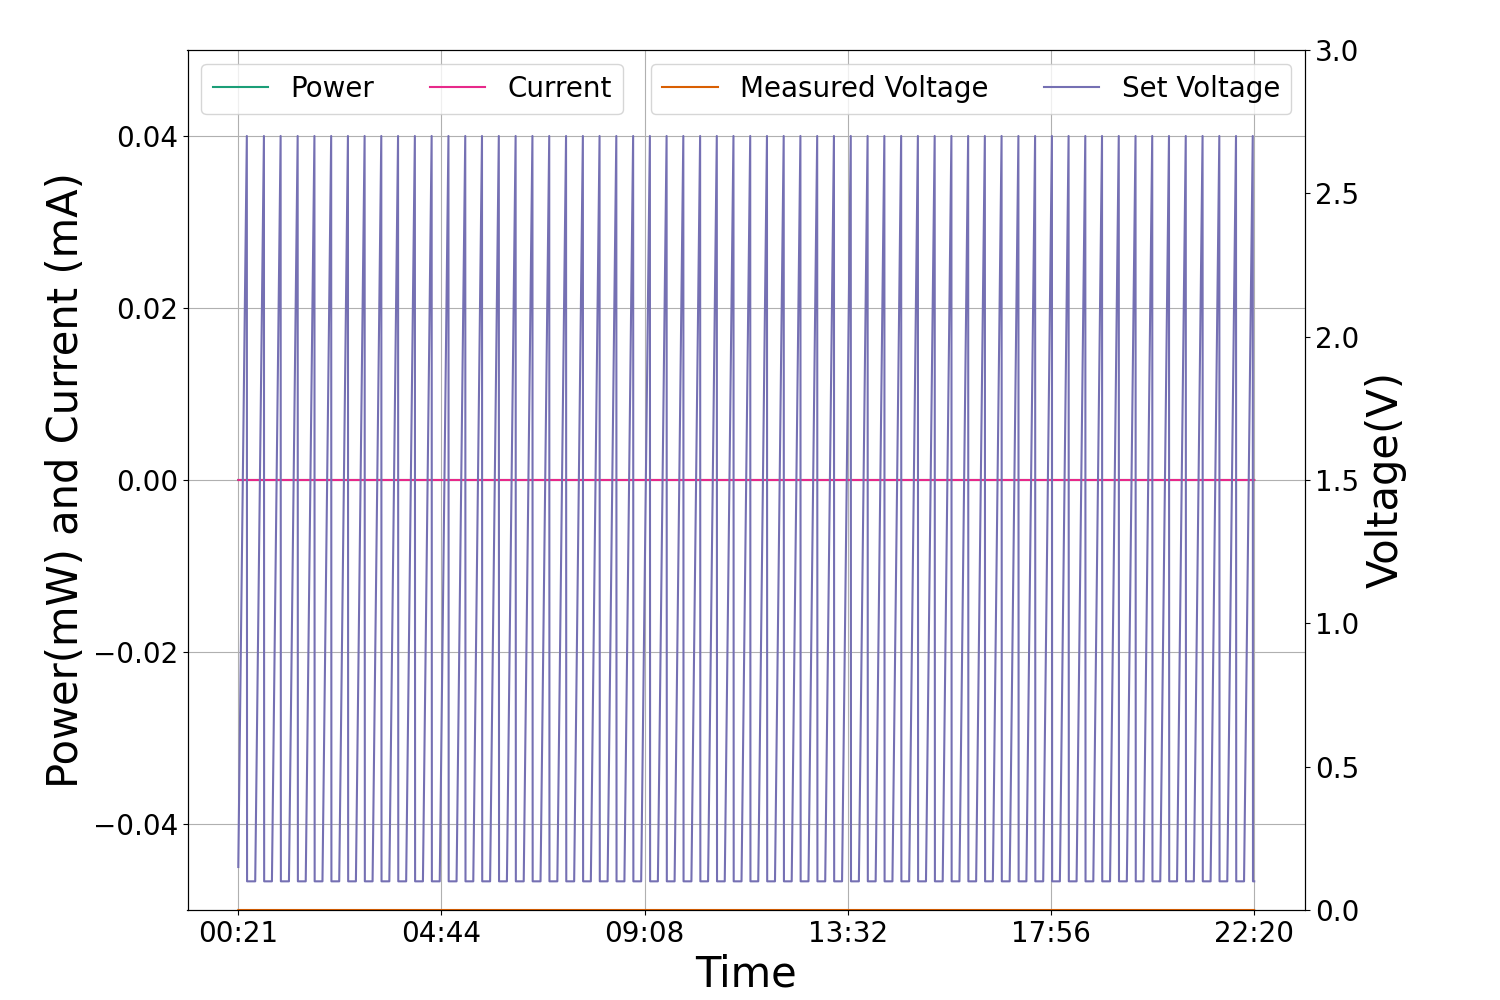 Power Current Measured Voltage Set Voltage
Power(mW) and Current (mA)
0.04
0.02
0.00
−0.02
−0.04
3.0
2.5
2.0
1.5
1.0
0.5
0.0
Voltage(V)
00:21 04:44 09:08 13:32 17:56 22:20
Time